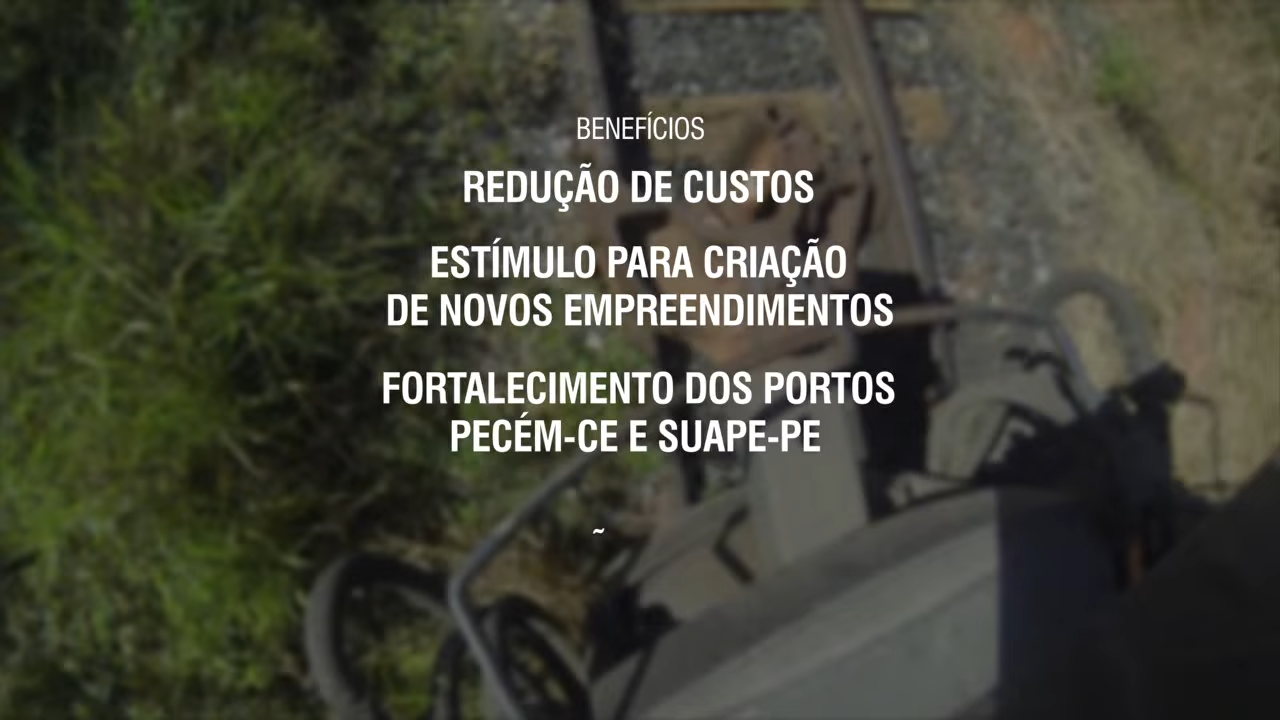 BENEFÍCIOS
REDUÇÃO DE CUSTOS
ESTÍMULO PARA CRIAÇÃO
DE NOVOS EMPREENDIMENTOS
FORTALECIMENTO DOS PORTOS
PECÉM-CE E SUAPE-PE
~